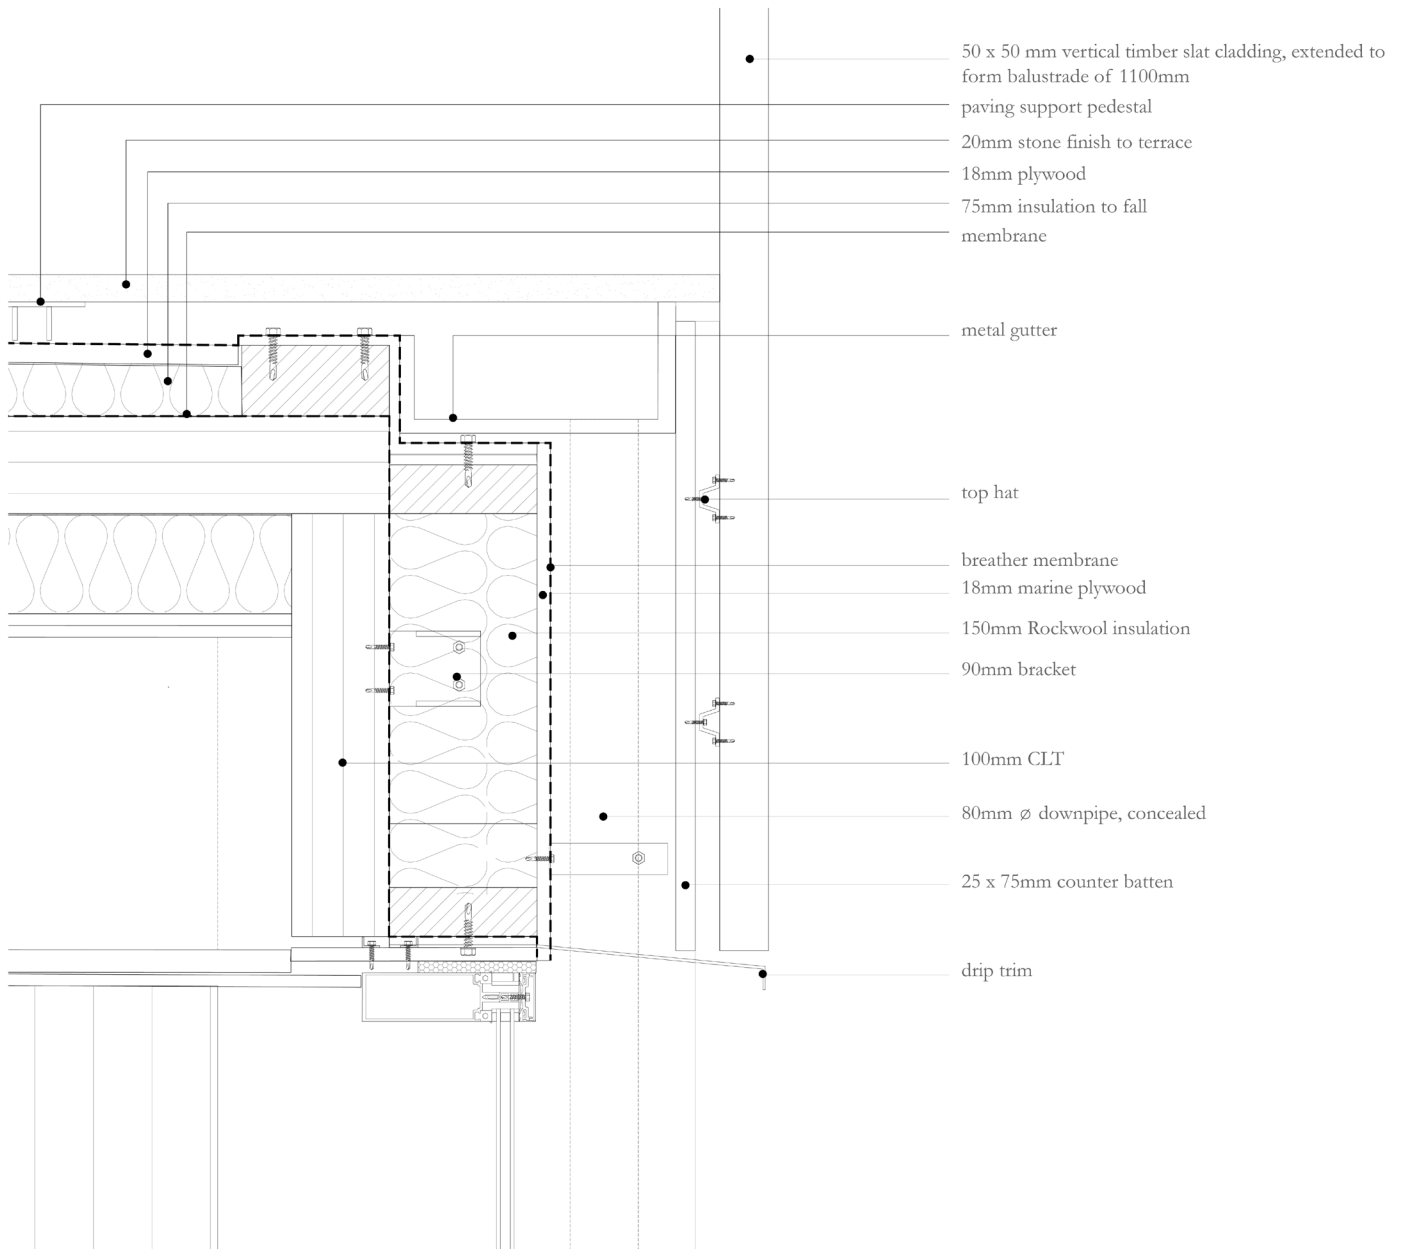 50 x 50 mm vertical timber slat cladding, extended to
form balustrade of 1100mm
paving support pedestal
20mm stone finish to terrace
18mm plywood
75mm insulation to fall
membrane
metal gutter
top hat
breather membrane
18mm marine plywood
150mm Rockwool insulation
90mm bracket
100mm CLT
80mm ⌀ downpipe, concealed
25 x 75mm counter batten
drip trim